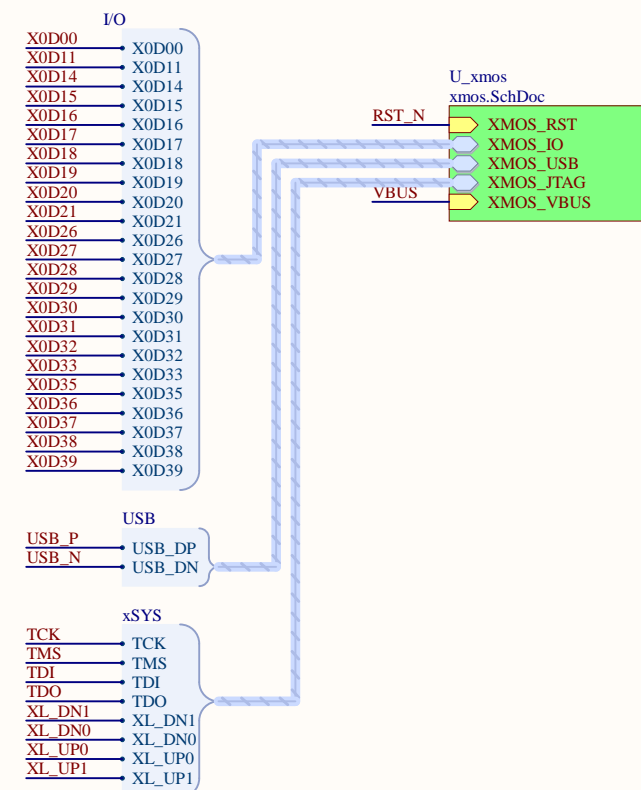 I/O
X0D00 X0D00
X0D11 X0D11
X0D14 X0D14
X0D15 X0D15
X0D16 X0D16
X0D17 X0D17
X0D18 X0D18
X0D19 X0D19
X0D20 X0D20
X0D21 X0D21
X0D26 X0D26
X0D27 X0D27
X0D28 X0D28
X0D29 X0D29
X0D30 X0D30
X0D31 X0D31
X0D32 X0D32
X0D33 X0D33
X0D35 X0D35
X0D36 X0D36
X0D37 X0D37
X0D38 X0D38
X0D39 X0D39
USB
USB_P USB_DP
USB_N USB_DN
xSYS
TCK TCK
TMS TMS
TDI TDI
TDO TDO
XL_DN1 XL_DN1
XL_DN0 XL_DN0
XL_UP0 XL_UP0
XL_UP1 XL_UP1
U_xmos
xmos.SchDoc
RST_N XMOS_RST
XMOS_IO
XMOS_USB
XMOS_JTAG
VBUS XMOS_VBUS